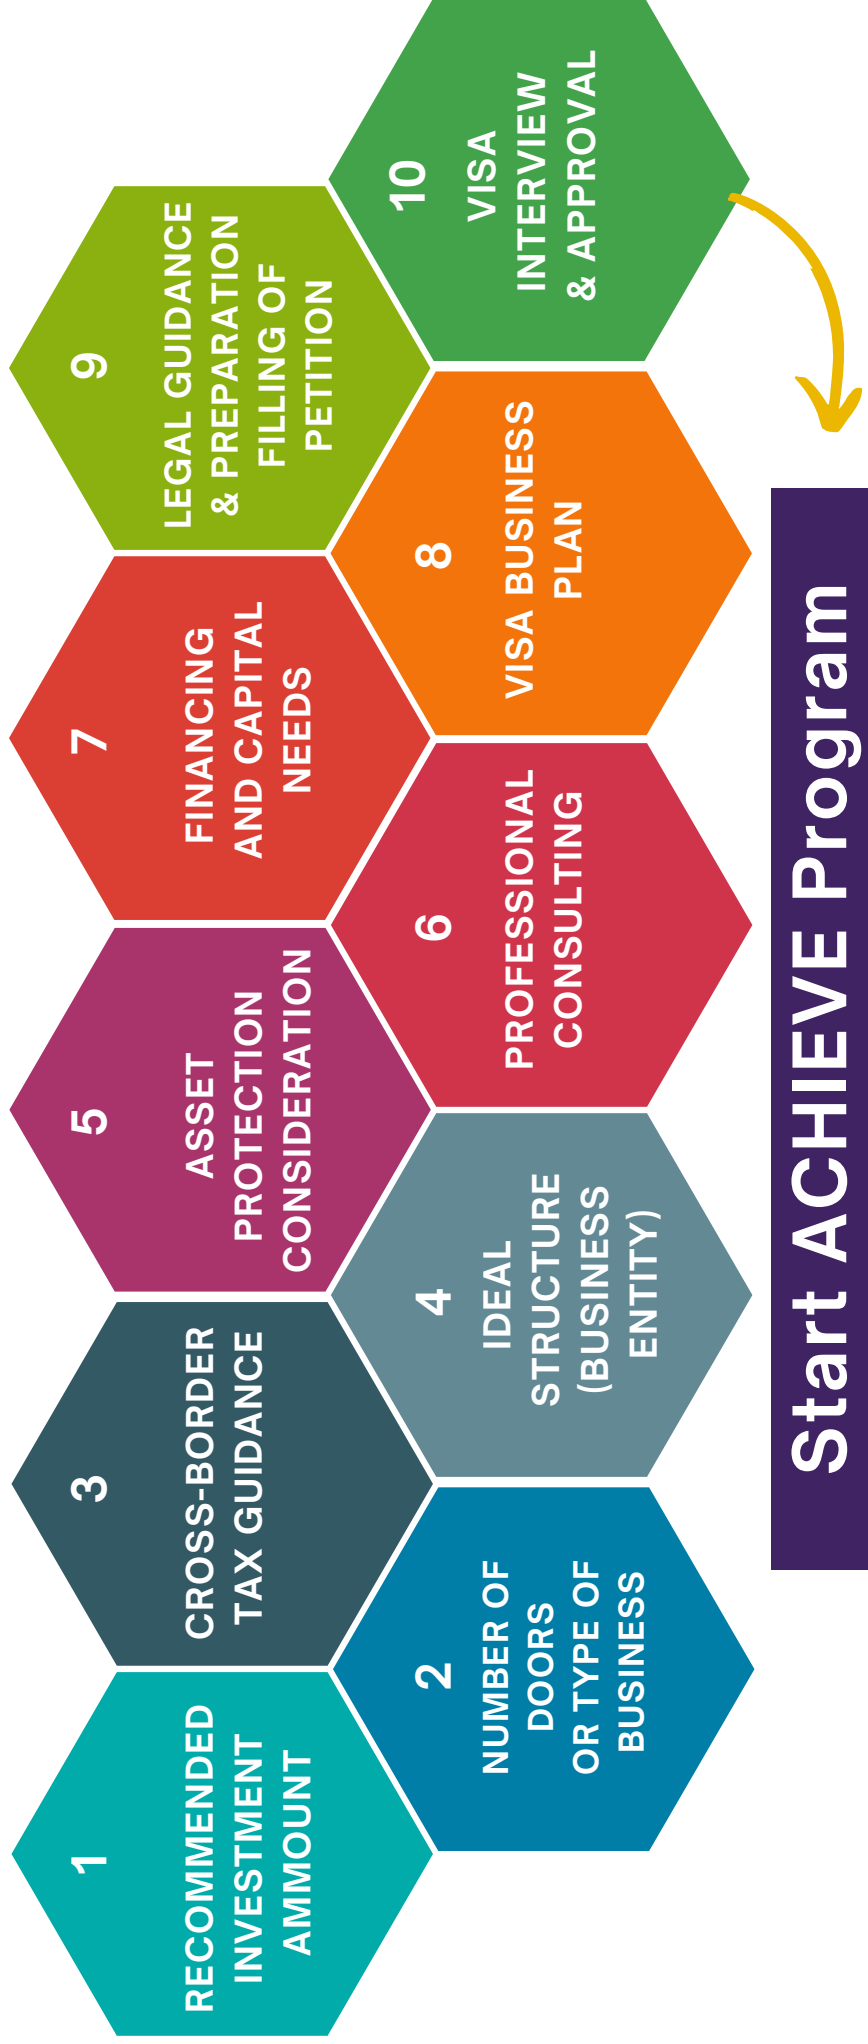 1
RECOMMENDED
INVESTMENT
AMMOUNT
2
NUMBER OF
DOORS
OR TYPE OF
BUSINESS
3
CROSS-BORDER
TAX GUIDANCE
4
IDEAL
STRUCTURE
(BUSINESS
ENTITY)
5
ASSET
PROTECTION
CONSIDERATION
6
PROFESSIONAL
CONSULTING
7
FINANCING
AND CAPITAL
NEEDS
8
VISA BUSINESS
PLAN
9
LEGAL GUIDANCE
& PREPARATION
FILLING OF
PETITION
10
VISA
INTERVIEW
& APPROVAL
Start ACHIEVE Program